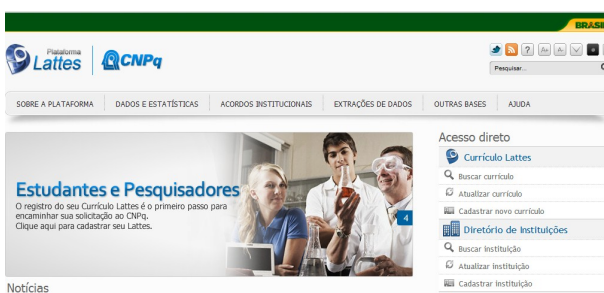 BRASIL
Plataforma
Lattes
CNPq
?
A+ A-
Pesquisar...
SOBRE A PLATAFORMA DADOS E ESTATÍSTICAS ACORDOS INSTITUCIONAIS EXTRAÇÕES DE DADOS OUTRAS BASES AJUDA
Estudantes e Pesquisadores
O registro do seu Currículo Lattes é o primeiro passo para
encaminhar sua solicitação ao CNPq.
Clique aqui para cadastrar seu Lattes.
4
Acesso direto
Currículo Lattes
Buscar currículo
Atualizar currículo
Cadastrar novo currículo
Diretório de Instituições
Buscar instituição
Atualizar instituição
Cadastrar instituição
Notícias